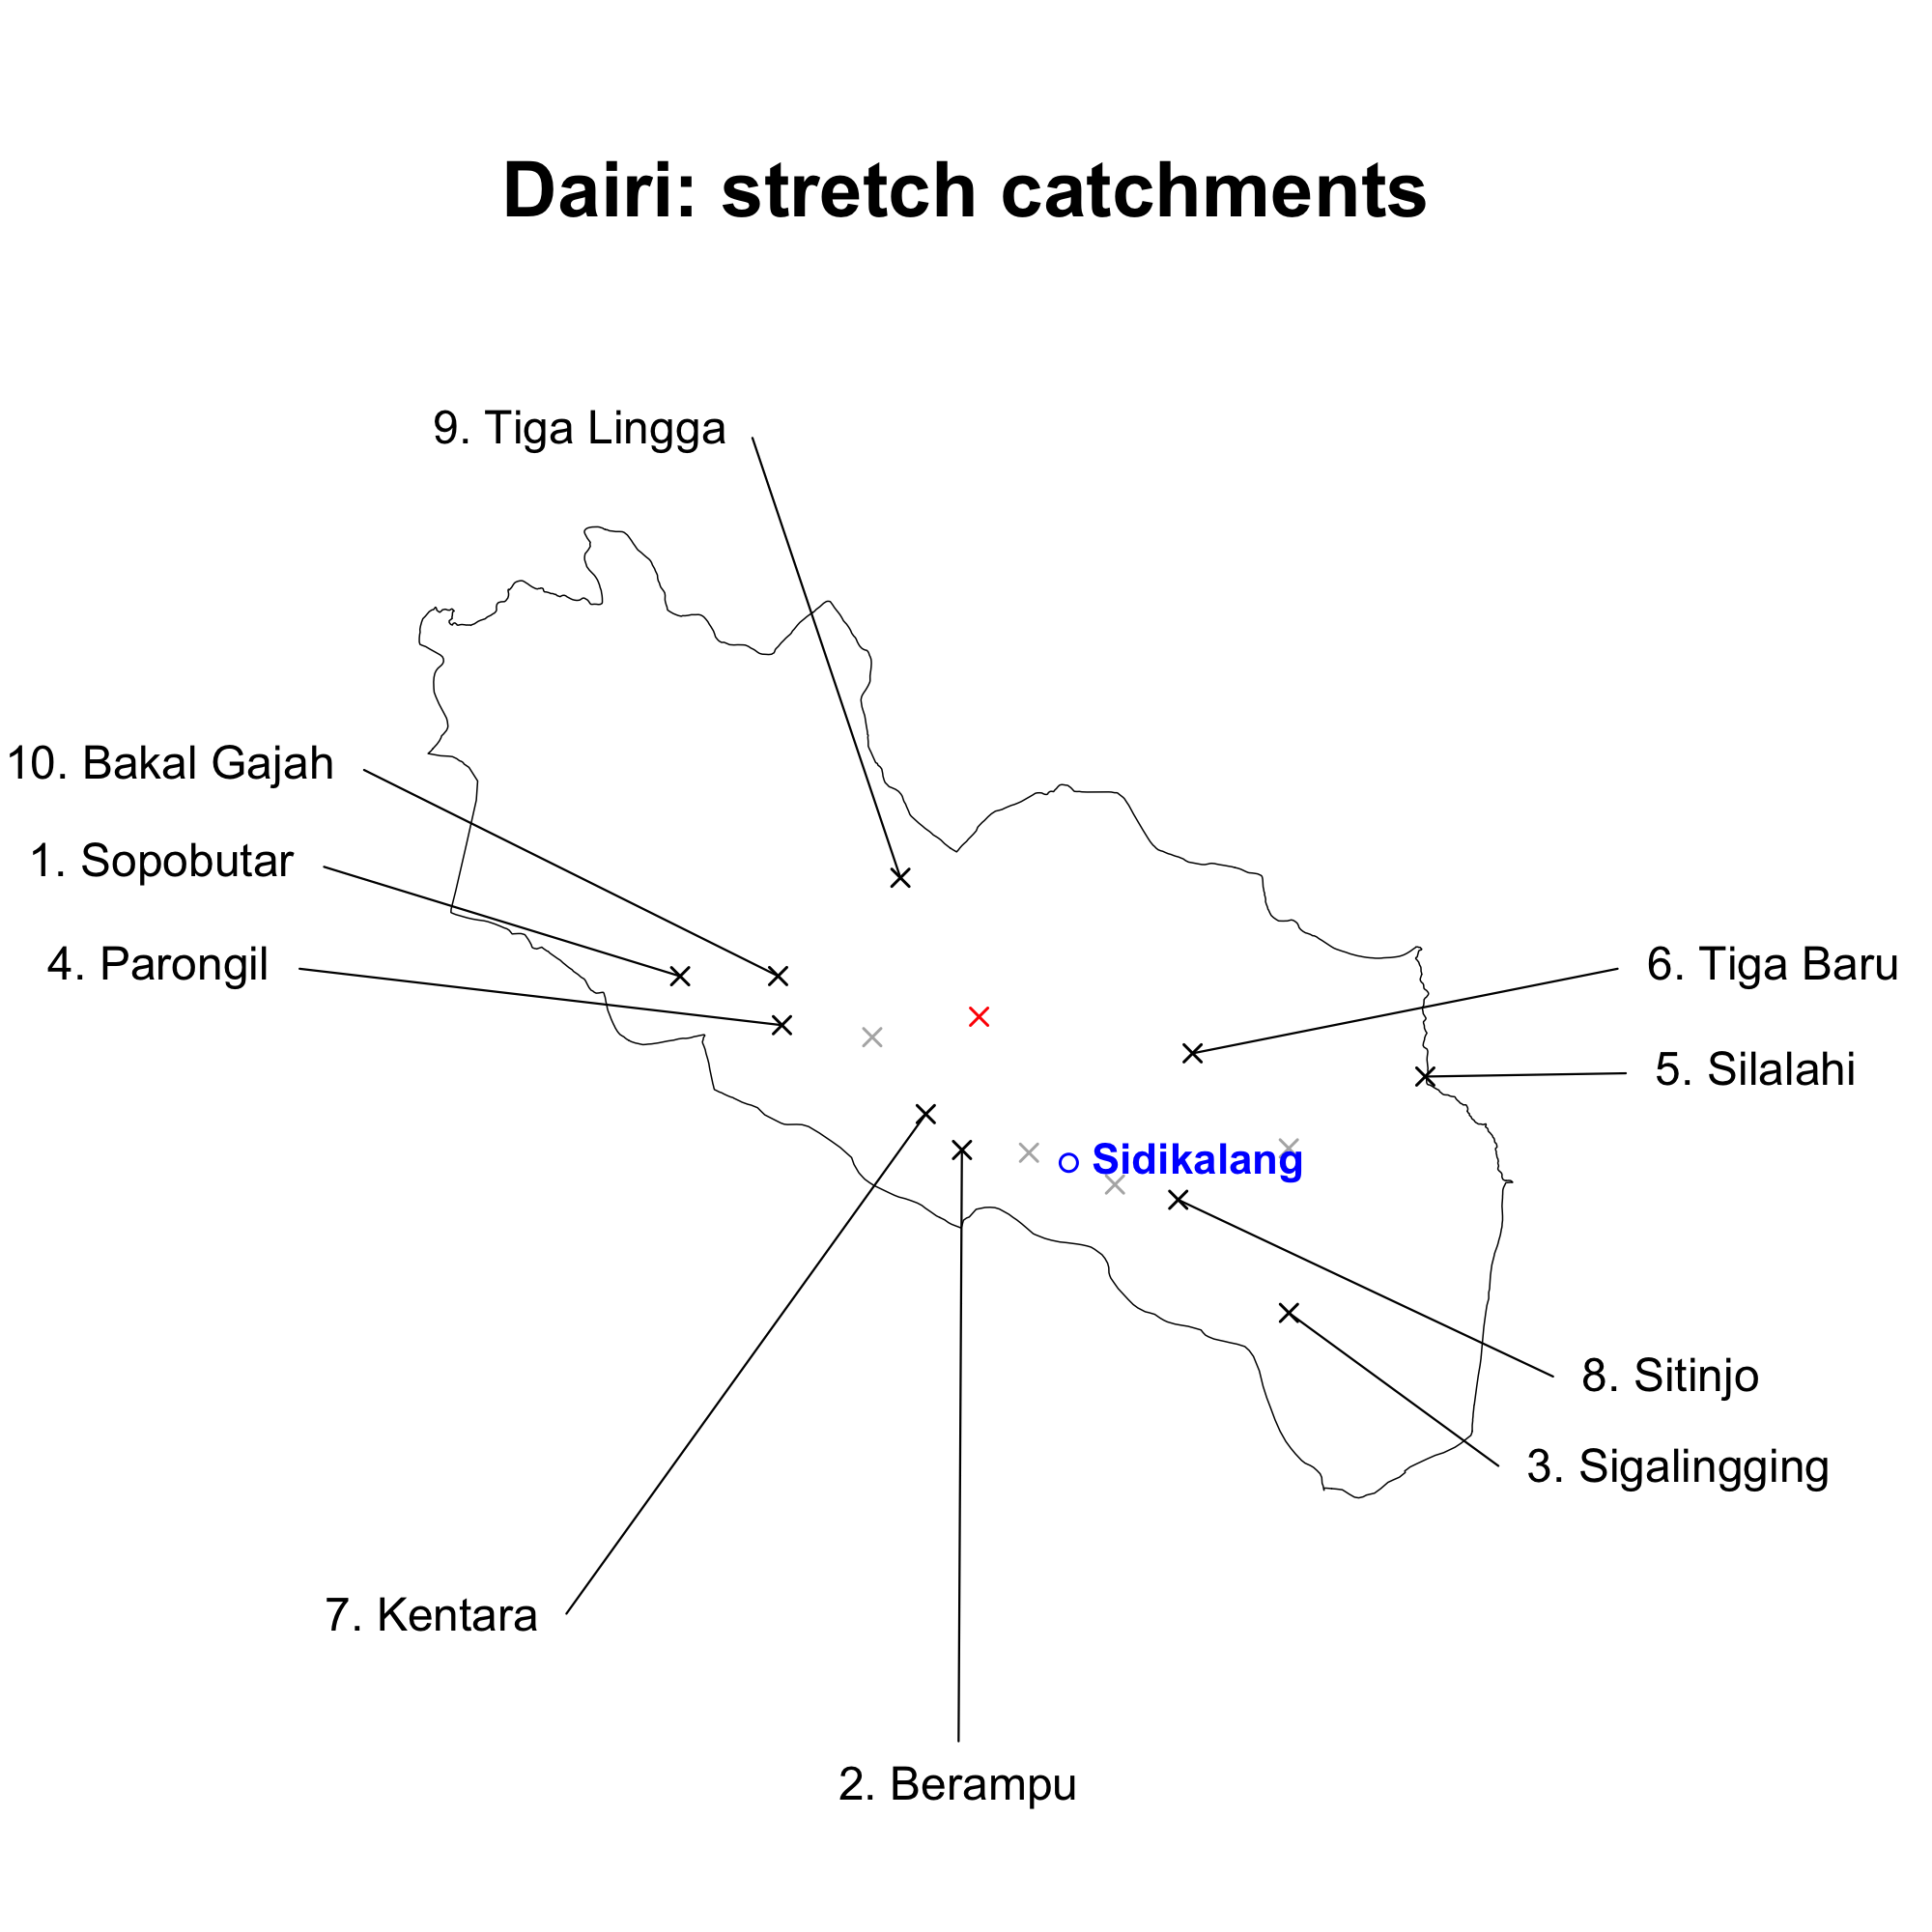 Dairi: stretch catchments
9. Tiga Lingga
10. Bakal Gajah
1. Sopobutar
4. Parongil
6. Tiga Baru
5. Silalahi
Sidikalang
8. Sitinjo
3. Sigalingging
7. Kentara
2. Berampu